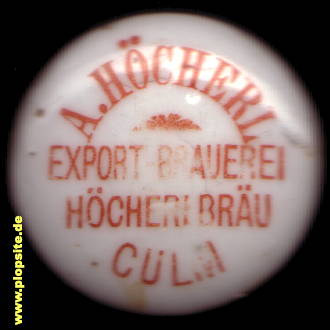 A. HÖCHERL
EXPORT-BRAUEREI
HÖCHERL BRÄU
CULM
www.plopsite.de